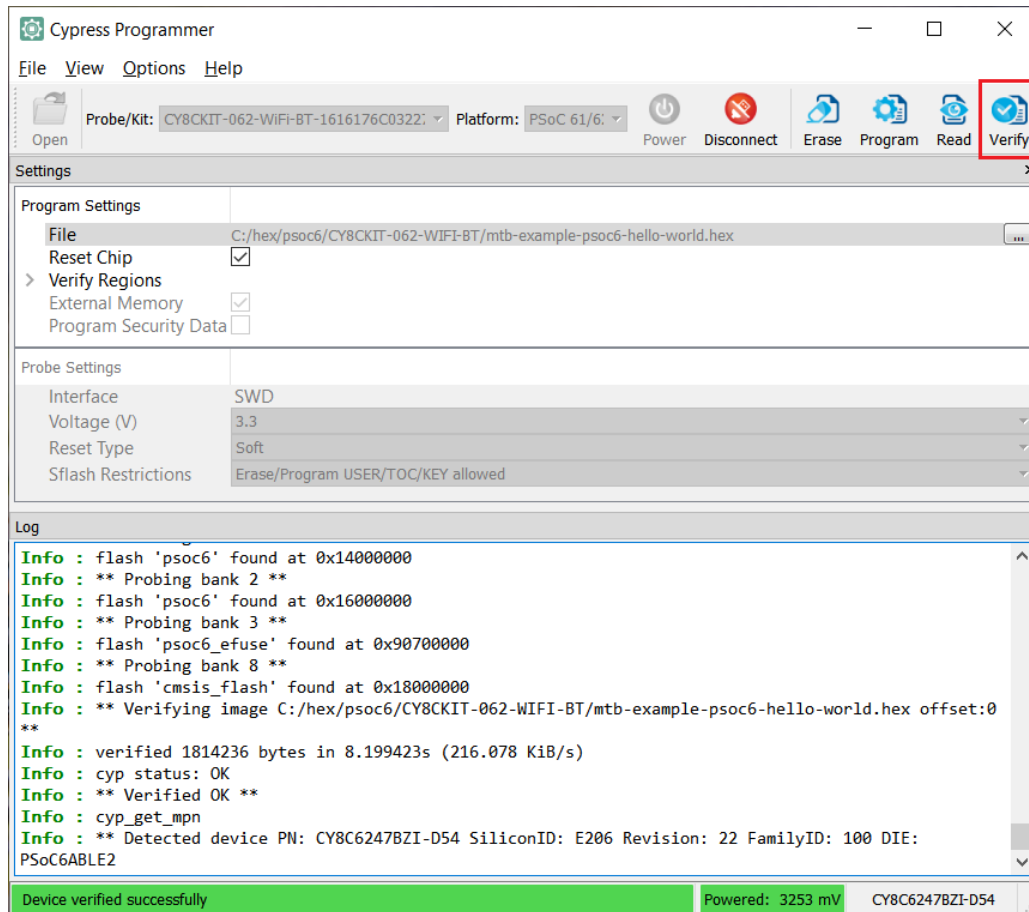 Cypress Programmer
File View Options Help
Open Probe/Kit: CY8CKIT-062-WiFi-BT-1616176C0322 Platform: PSoC 61/6 Power Disconnect Erase Program Read Verify
Settings
Program Settings
File C:/hex/psoc6/CY8CKIT-062-WIFI-BT/mtb-example-psoc6-hello-world.hex ...
Reset Chip
Verify Regions
External Memory
Program Security Data
Probe Settings
Interface SWD
Voltage (V) 3.3
Reset Type Soft
Sflash Restrictions Erase/Program USER/TOC/KEY allowed
Log
Info : flash 'psoc6' found at 0x14000000
Info : ** Probing bank 2 **
Info : flash 'psoc6' found at 0x16000000
Info : ** Probing bank 3 **
Info : flash 'psoc6_efuse' found at 0x90700000
Info : ** Probing bank 8 **
Info : flash 'cmsis_flash' found at 0x18000000
Info : ** Verifying image C:/hex/psoc6/CY8CKIT-062-WIFI-BT/mtb-example-psoc6-hello-world.hex offset:0
**
Info : verified 1814236 bytes in 8.199423s (216.078 KiB/s)
Info : cyp status: OK
Info : ** Verified OK **
Info : cyp_get_mpn
Info : ** Detected device PN: CY8C6247BZI-D54 SiliconID: E206 Revision: 22 FamilyID: 100 DIE:
PSoC6ABLE2
Device verified successfully Powered: 3253 mV CY8C6247BZI-D54